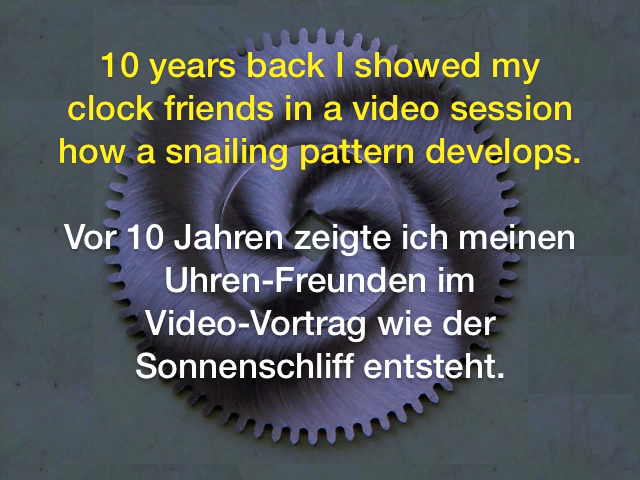 10 years back I showed my
clock friends in a video session
how a snailing pattern develops.
Vor 10 Jahren zeigte ich meinen
Uhren-Freunden im
Video-Vortrag wie der
Sonnenschliff entsteht.